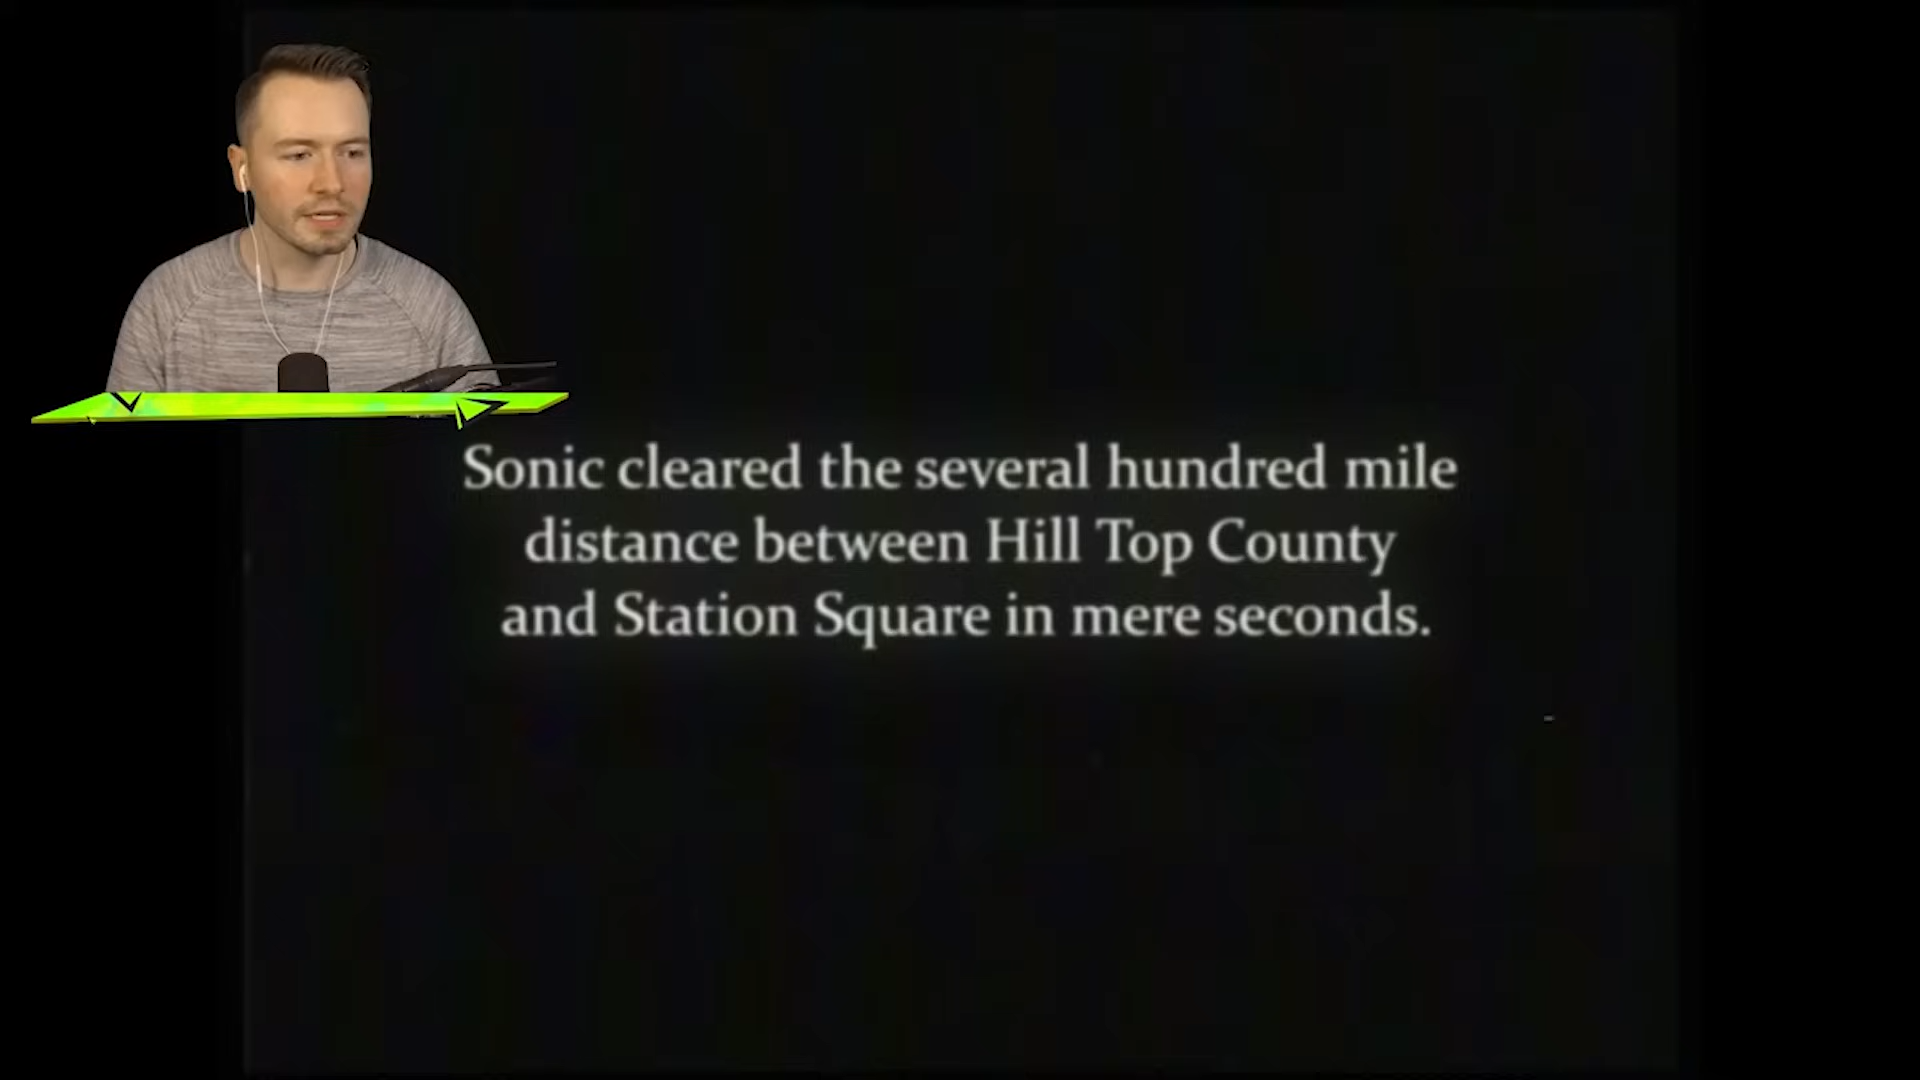 Sonic cleared the several hundred mile
distance between Hill Top County
and Station Square in mere seconds.